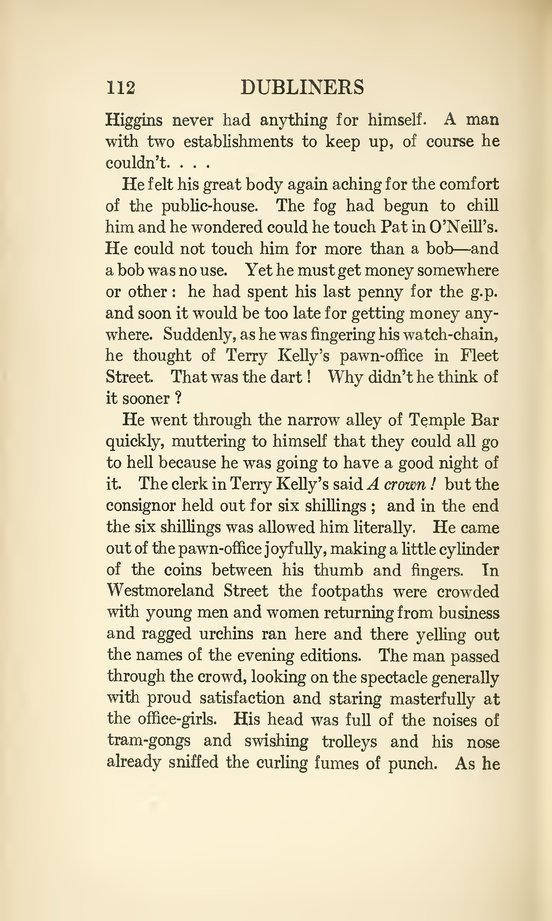 112 DUBLINERS
Higgins never had anything for himself. A man
with two establishments to keep up, of course he
couldn't. . . .
He felt his great body again aching for the comfort
of the public-house. The fog had begun to chill
him and he wondered could he touch Pat in O'Neill's.
He could not touch him for more than a bob—and
a bob was no use. Yet he must get money somewhere
or other : he had spent his last penny for the g.p.
and soon it would be too late for getting money any-
where. Suddenly, as he was fingering his watch-chain,
he thought of Terry Kelly's pawn-office in Fleet
Street. That was the dart ! Why didn't he think of
it sooner ?
He went through the narrow alley of Temple Bar
quickly, muttering to himself that they could all go
to hell because he was going to have a good night of
it. The clerk in Terry Kelly's said A crown ! but the
consignor held out for six shillings ; and in the end
the six shillings was allowed him literally. He came
out of the pawn-office joyfully, making a little cylinder
of the coins between his thumb and fingers. In
Westmoreland Street the footpaths were crowded
with young men and women returning from business
and ragged urchins ran here and there yelling out
the names of the evening editions. The man passed
through the crowd, looking on the spectacle generally
with proud satisfaction and staring masterfully at
the office-girls. His head was full of the noises of
tram-gongs and swishing trolleys and his nose
already sniffed the curling fumes of punch. As he